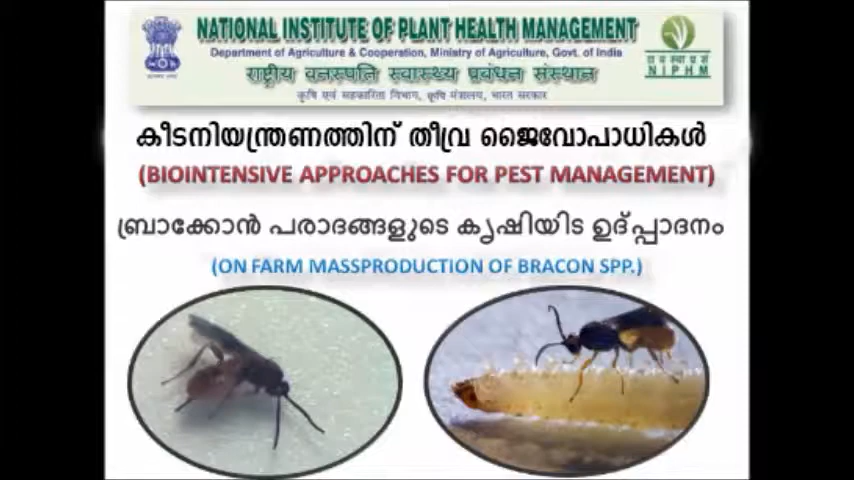 NATIONAL INSTITUTE OF PLANT HEALTH MANAGEMENT
Department of Agriculture & Cooperation, Ministry of Agriculture, Govt. of India
राष्ट्रीय वनस्पति स्वास्थ्य प्रबंधन संस्थान
कृषि एवं सहकारिता विभाग, कृषि मंत्रालय, भारत सरकार
रा व स्वा प्र सं
NIPHM
കീടനിയന്ത്രണത്തിന് തീവ്ര ജൈവോപാധികൾ
(BIOINTENSIVE APPROACHES FOR PEST MANAGEMENT)
ബ്രാക്കോൻ പരാദങ്ങളുടെ കൃഷിയിട ഉദ്പ്പാദനം
(ON FARM MASSPRODUCTION OF BRACON SPP.)